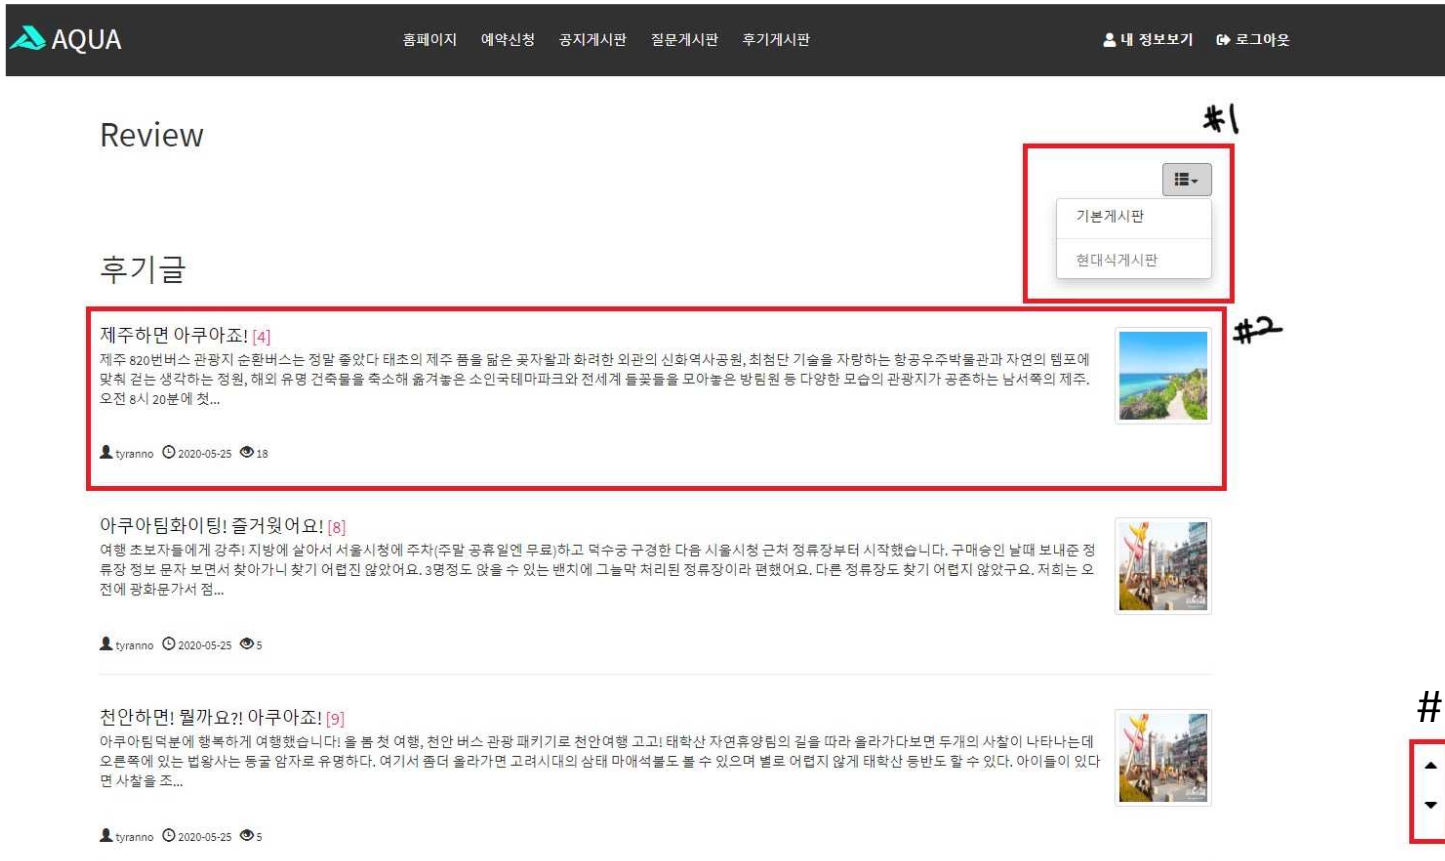 AQUA
홈페이지 예약신청 공지게시판 질문게시판 후기게시판
내 정보보기 로그아웃
#1
Review
기본게시판
현대식게시판
후기글
#2
제주하면 아쿠아죠! [4]
제주 820번버스 관광지 순환버스는 정말 좋았다 태초의 제주 품을 닮은 곶자왈과 화려한 외관의 신화역사공원, 최첨단 기술을 자랑하는 항공우주박물관과 자연의 템포에
맞춰 걷는 생각하는 정원, 해외 유명 건축물을 축소해 옮겨놓은 소인국테마파크와 전세계 들꽃들을 모아놓은 방림원 등 다양한 모습의 관광지가 공존하는 남서쪽의 제주.
오전 8시 20분에 첫...
tyranno 2020-05-25 18
아쿠아팀화이팅! 즐거웟어요! [8]
여행 초보자들에게 강추! 지방에 살아서 서울시청에 주차(주말 공휴일엔 무료)하고 덕수궁 구경한 다음 시울시청 근처 정류장부터 시작했습니다. 구매승인 날때 보내준 정
류장 정보 문자 보면서 찾아가니 찾기 어렵진 않았어요. 3명정도 앉을 수 있는 밴치에 그늘막 처리된 정류장이라 편했어요. 다른 정류장도 찾기 어렵지 않았구요. 저희는 오
전에 광화문가서 점...
tyranno 2020-05-25 5
천안하면! 뭘까요?! 아쿠아죠! [9]
아쿠아팀덕분에 행복하게 여행했습니다! 올 봄 첫 여행, 천안 버스 관광 패키기로 천안여행 고고! 태학산 자연휴양림의 길을 따라 올라가다보면 두개의 사찰이 나타나는데
오른쪽에 있는 법왕사는 동굴 암자로 유명하다. 여기서 좀더 올라가면 고려시대의 삼태 마애석불도 볼 수 있으며 별로 어렵지 않게 태학산 등반도 할 수 있다. 아이들이 있다
면 사찰을 조...
#
tyranno 2020-05-25 5